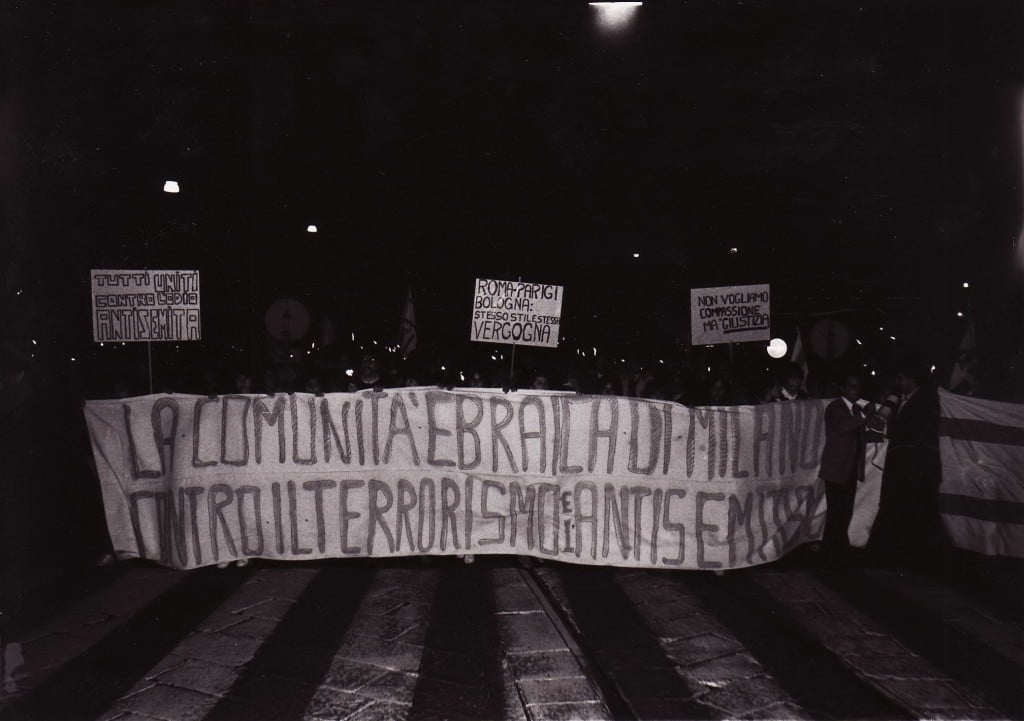 TUTTI UNITI
CONTRO L'ODIO
ANTISEMITA
ROMA-PARIGI
BOLOGNA:
STESSO STILE STESSA
VERGOGNA
NON VOGLIAMO
COMPASSIONE
MA "GIUSTIZIA
LA COMUNITA' EBRAICA DI MILANO
CONTRO IL TERRORISMO E L'ANTISEMITISMO